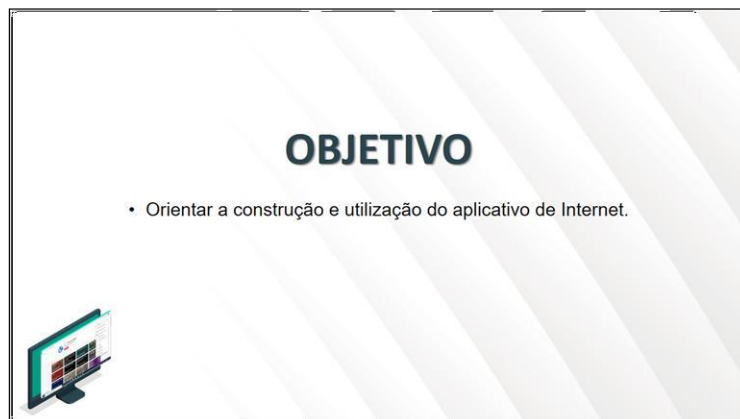 OBJETIVO
• Orientar a construção e utilização do aplicativo de Internet.